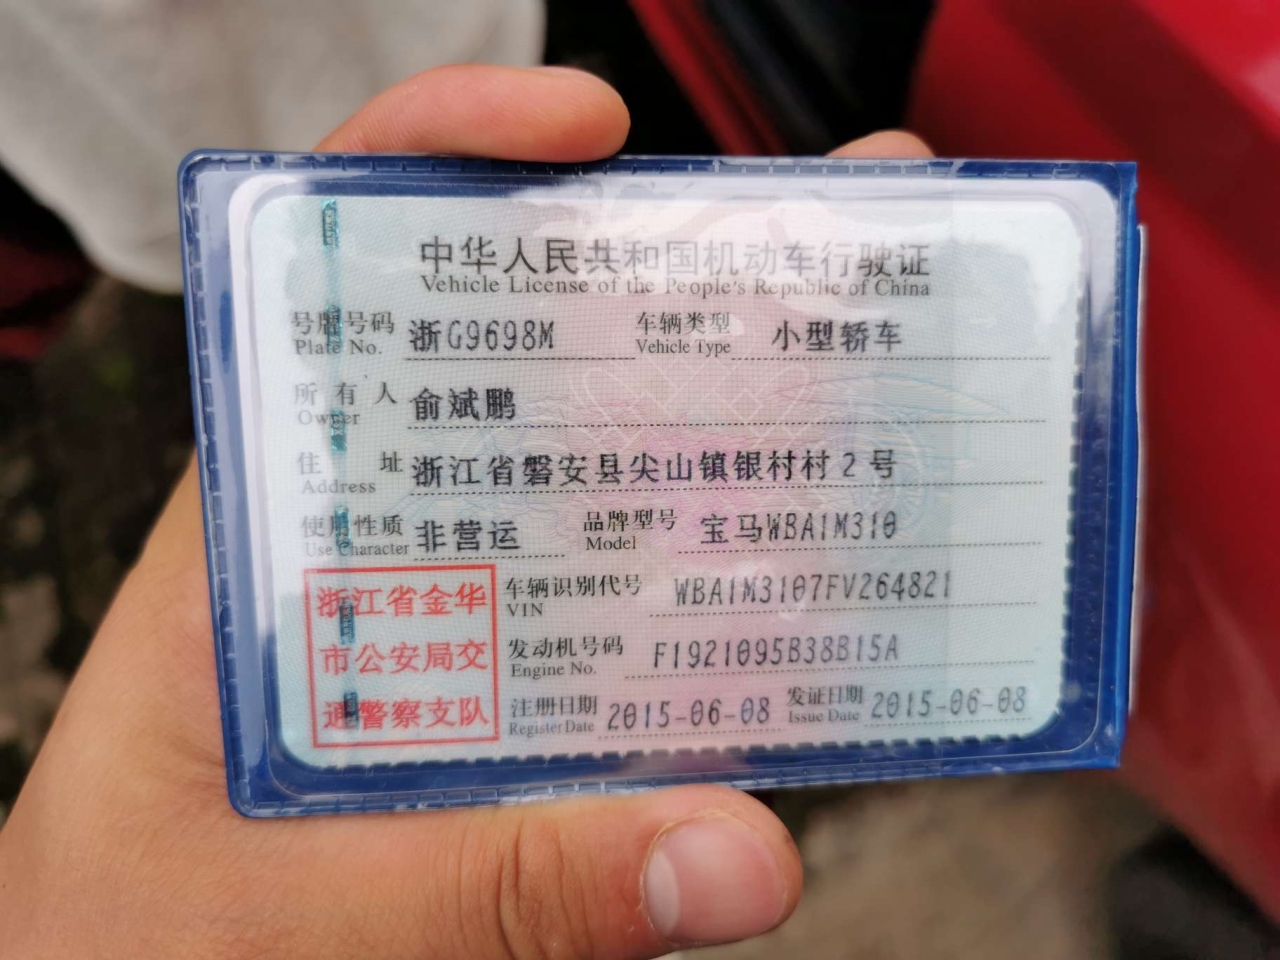 中华人民共和国机动车行驶证
Vehicle License of the People's Republic of China
号牌号码 浙G9698M 车辆类型 小型轿车
Plate No. Vehicle Type
所有人 俞斌鹏
Owner
住址 浙江省磐安县尖山镇银村村2号
Address
使用性质 非营运 品牌型号 宝马WBA1M310
Use Character Model
浙江省金华
市公安局交
通警察支队
车辆识别代号 WBA1M3107FV264821
VIN
发动机号码 F1921095B38B15A
Engine No.
注册日期 2015-06-08 发证日期 2015-06-08
Register Date Issue Date